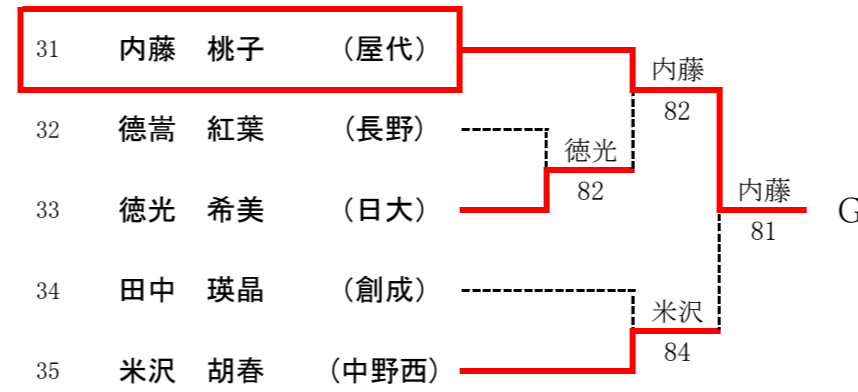 31 内藤 桃子 （屋代）
内藤
82
32 德嵩 紅葉 （長野）
徳光
82
33 徳光 希美 （日大）
内藤
81
G
34 田中 瑛晶 （創成）
米沢
84
35 米沢 胡春 （中野西）